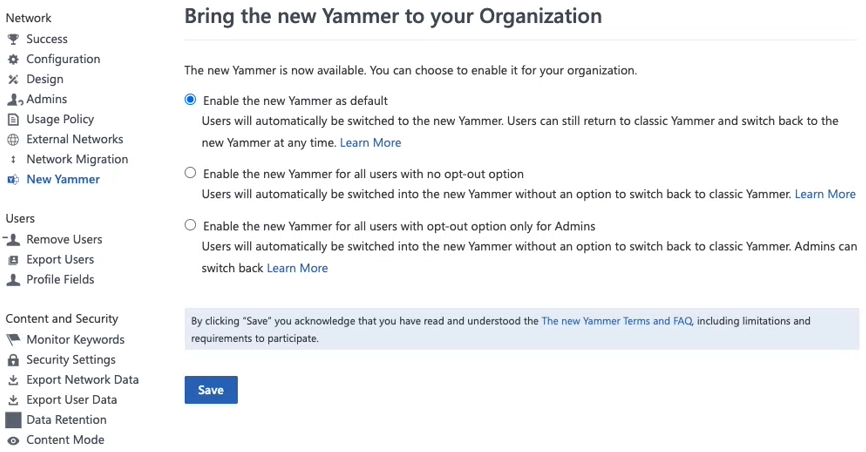 Network
Success
Configuration
Design
Admins
Usage Policy
External Networks
Network Migration
New Yammer
Users
Remove Users
Export Users
Profile Fields
Content and Security
Monitor Keywords
Security Settings
Export Network Data
Export User Data
Data Retention
Content Mode
Bring the new Yammer to your Organization
The new Yammer is now available. You can choose to enable it for your organization.
Enable the new Yammer as default
Users will automatically be switched to the new Yammer. Users can still return to classic Yammer and switch back to the
new Yammer at any time. Learn More
Enable the new Yammer for all users with no opt-out option
Users will automatically be switched into the new Yammer without an option to switch back to classic Yammer. Learn More
Enable the new Yammer for all users with opt-out option only for Admins
Users will automatically be switched into the new Yammer without an option to switch back to classic Yammer. Admins can
switch back Learn More
By clicking "Save" you acknowledge that you have read and understood the The new Yammer Terms and FAQ, including limitations and
requirements to participate.
Save